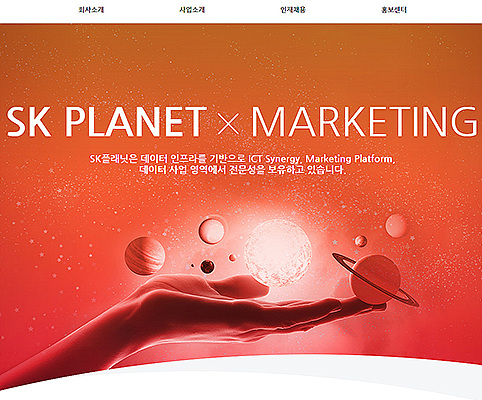 회사소개 사업소개 인재채용 홍보센터
SK PLANET × MARKETING
SK플래닛은 데이터 인프라를 기반으로 ICT Synergy, Marketing Platform,
데이터 사업 영역에서 전문성을 보유하고 있습니다.